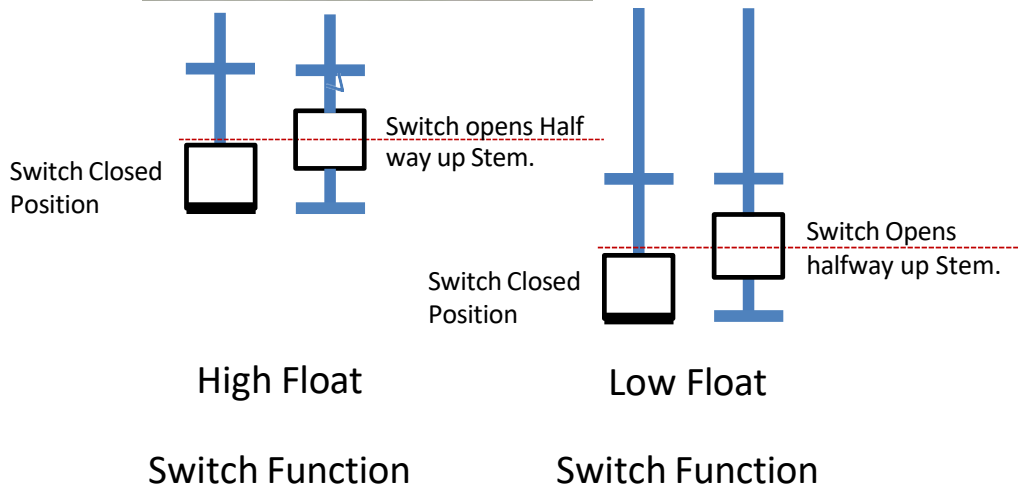 Switch opens Half
way up Stem.
Switch Closed
Position
Switch Opens
halfway up Stem.
Switch Closed
Position
High Float
Low Float
Switch Function
Switch Function